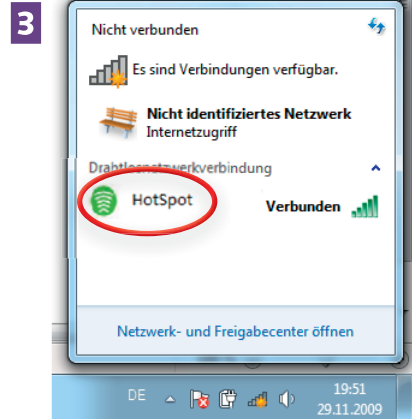 3
Nicht verbunden
Es sind Verbindungen verfügbar.
Nicht identifiziertes Netzwerk
Internetzugriff
Drahtlosnetzwerkverbindung
HotSpot Verbunden
Netzwerk- und Freigabecenter öffnen
DE 19:51
29.11.2009